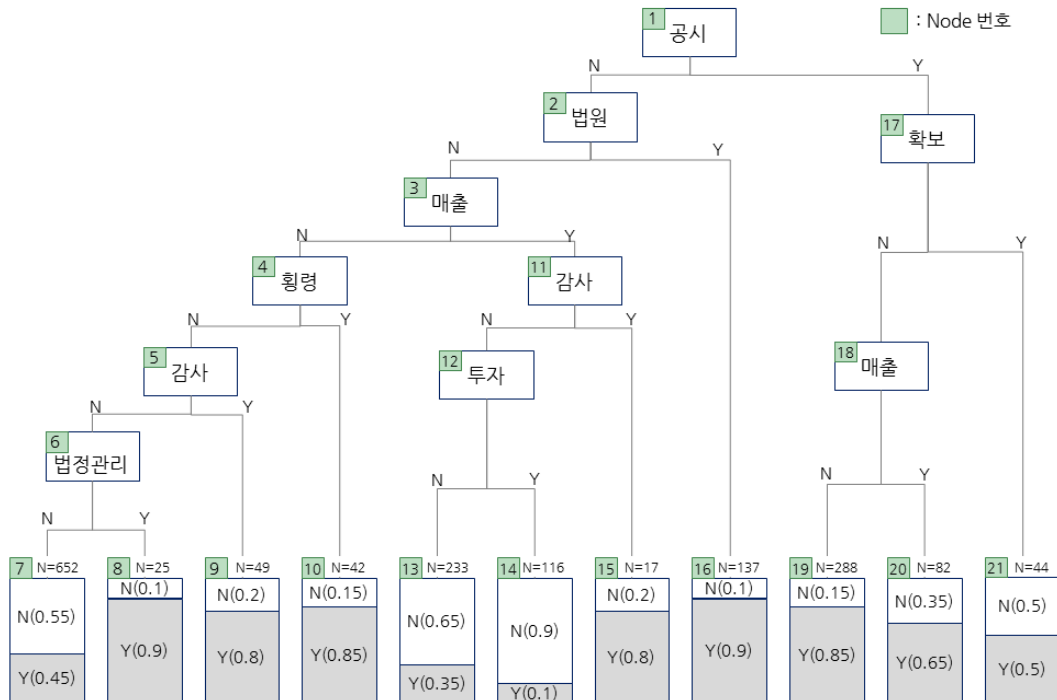 1 공시
: Node 번호
N Y
2 법원
17 확보
N Y
3 매출
N Y
N Y
4 횡령
11 감사
N Y
N Y
5 감사
12 투자
18 매출
N Y
6 법정관리
N Y
N Y
N Y
7 N=652
8 N=25
9 N=49
10 N=42
13 N=233
14 N=116
15 N=17
16 N=137
19 N=288
20 N=82
21 N=44
N(0.55) N(0.1) N(0.2) N(0.15) N(0.65) N(0.9) N(0.2) N(0.1) N(0.15) N(0.35) N(0.5)
Y(0.45) Y(0.9) Y(0.8) Y(0.85) Y(0.35) Y(0.1) Y(0.8) Y(0.9) Y(0.85) Y(0.65) Y(0.5)